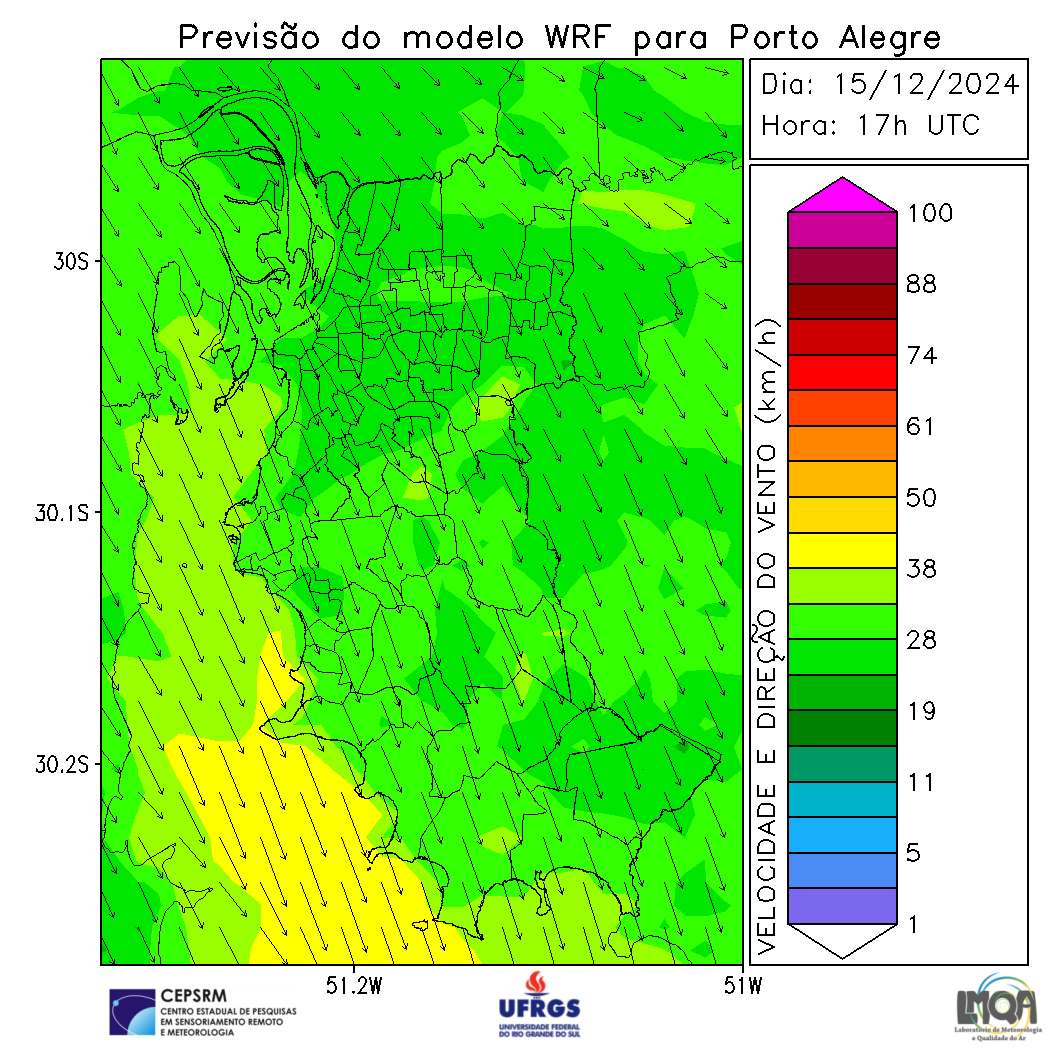 Previsão do modelo WRF para Porto Alegre
Dia: 15/12/2024
Hora: 17h UTC
30S
30.1S
30.2S
51.2W
51W
VELOCIDADE E DIREÇÃO DO VENTO (km/h)
100
88
74
61
50
38
28
19
11
5
1
CEPSRM
CENTRO ESTADUAL DE PESQUISAS
EM SENSORIAMENTO REMOTO
E METEOROLOGIA
UFRGS
UNIVERSIDADE FEDERAL
DO RIO GRANDE DO SUL
LMQA
Laboratório de Meteorologia
e Qualidade do Ar